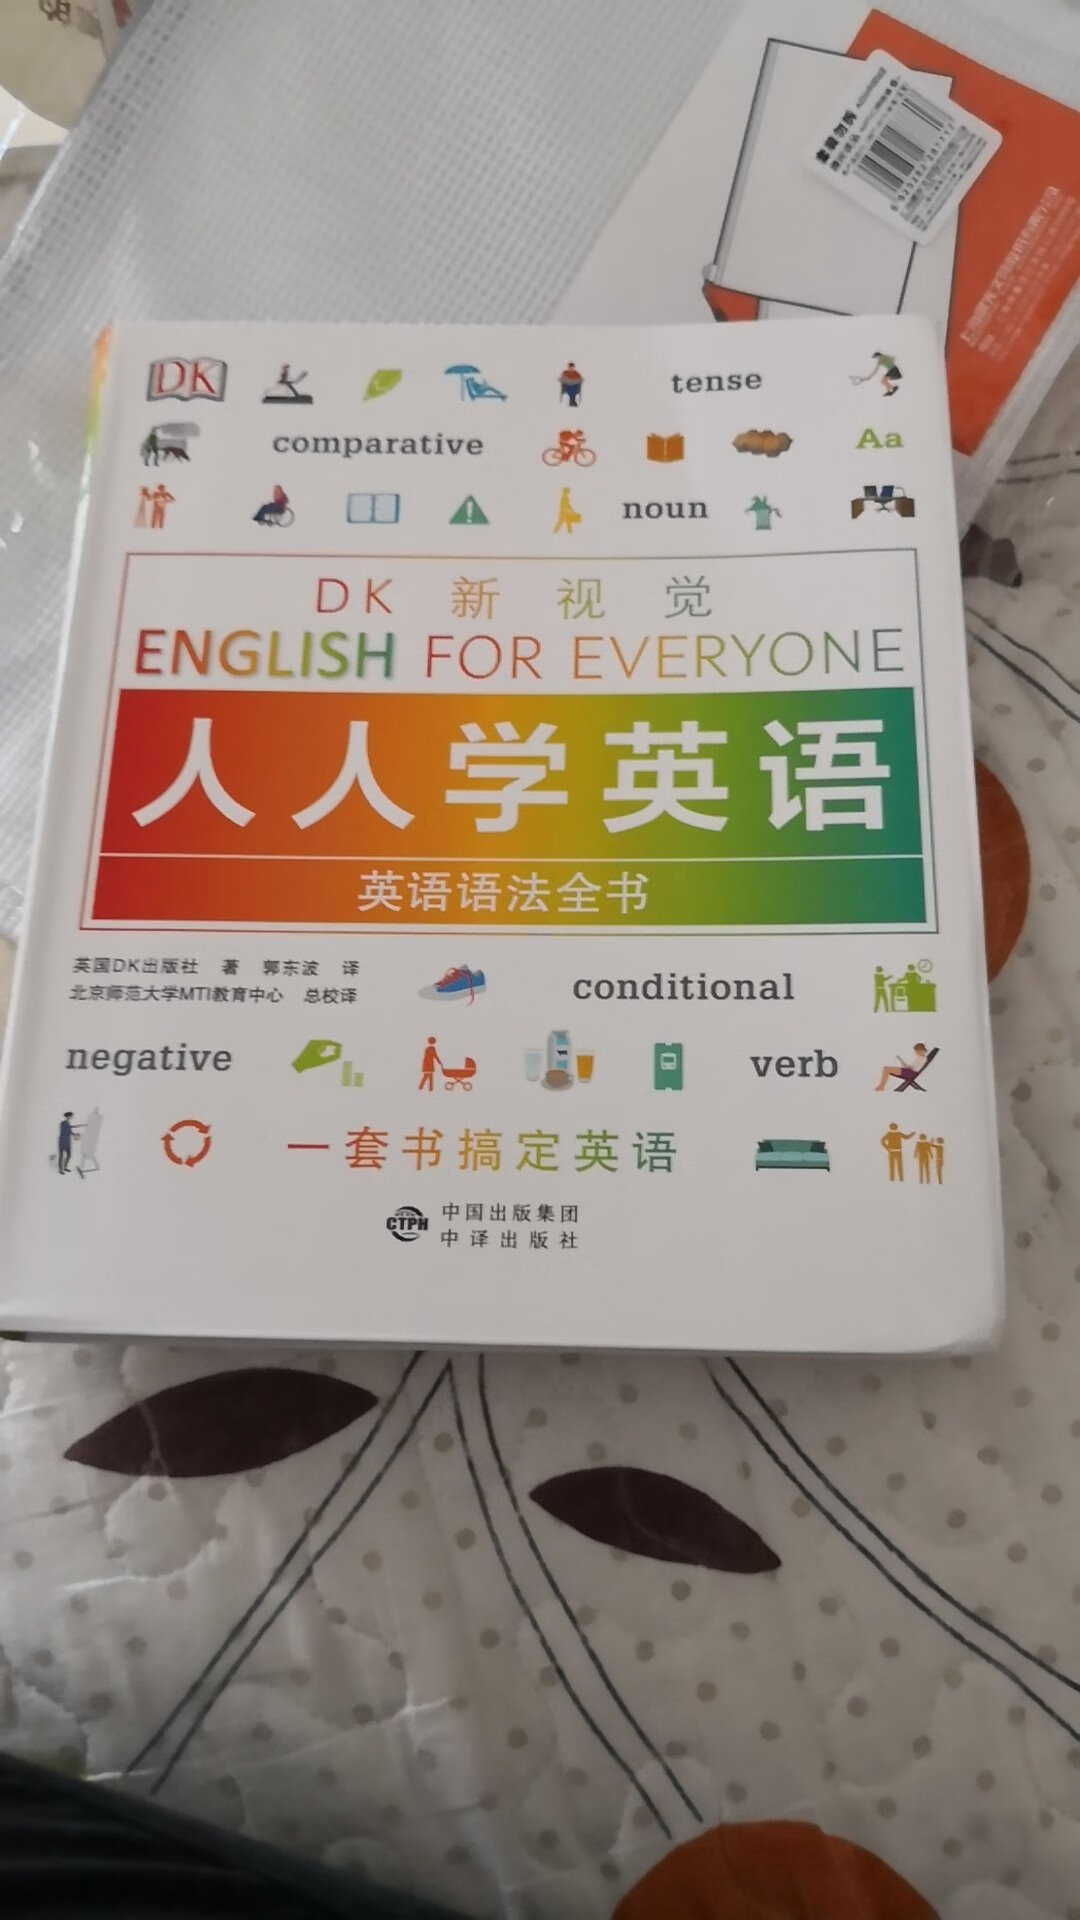 DK
tense
comparative
Aa
noun
DK 新视觉
ENGLISH FOR EVERYONE
人人学英语
英语语法全书
英国DK出版社 著 郭东波 译
北京师范大学MTI教育中心 总校译
conditional
negative
verb
一套书搞定英语
CTPH
中国出版集团
中译出版社